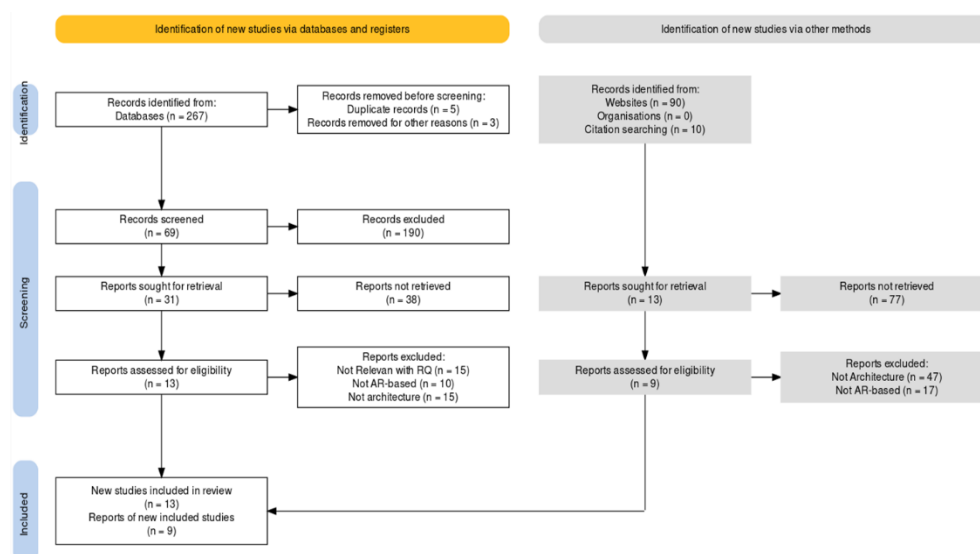 Identification of new studies via databases and registers
Identification of new studies via other methods
Identification
Records identified from:
Databases (n = 267)
Records removed before screening:
Duplicate records (n = 5)
Records removed for other reasons (n = 3)
Records identified from:
Websites (n = 90)
Organisations (n = 0)
Citation searching (n = 10)
Screening
Records screened
(n = 69)
Records excluded
(n = 190)
Reports sought for retrieval
(n = 31)
Reports not retrieved
(n = 38)
Reports sought for retrieval
(n = 13)
Reports not retrieved
(n = 77)
Reports assessed for eligibility
(n = 13)
Reports excluded:
Not Relevan with RQ (n = 15)
Not AR-based (n = 10)
Not architecture (n = 15)
Reports assessed for eligibility
(n = 9)
Reports excluded:
Not Architecture (n = 47)
Not AR-based (n = 17)
Included
New studies included in review
(n = 13)
Reports of new included studies
(n = 9)